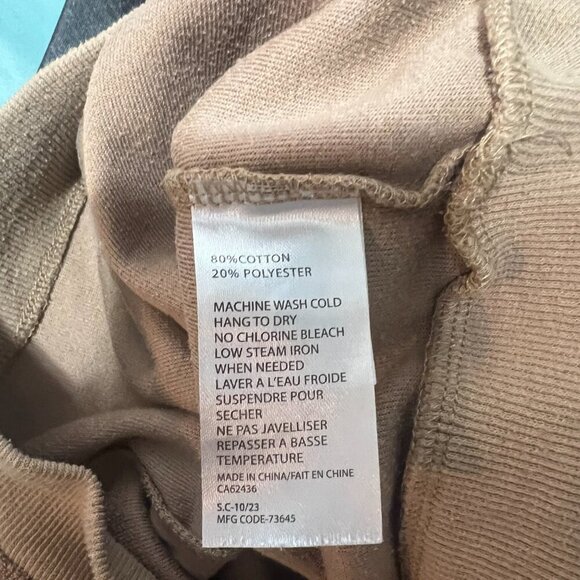 80%COTTON
20% POLYESTER
MACHINE WASH COLD
HANG TO DRY
NO CHLORINE BLEACH
LOW STEAM IRON
WHEN NEEDED
LAVER A L'EAU FROIDE
SUSPENDRE POUR
SECHER
NE PAS JAVELLISER
REPASSER A BASSE
TEMPERATURE
MADE IN CHINA/FAIT EN CHINE
CA62436
S.C-10/23
MFG CODE-73645